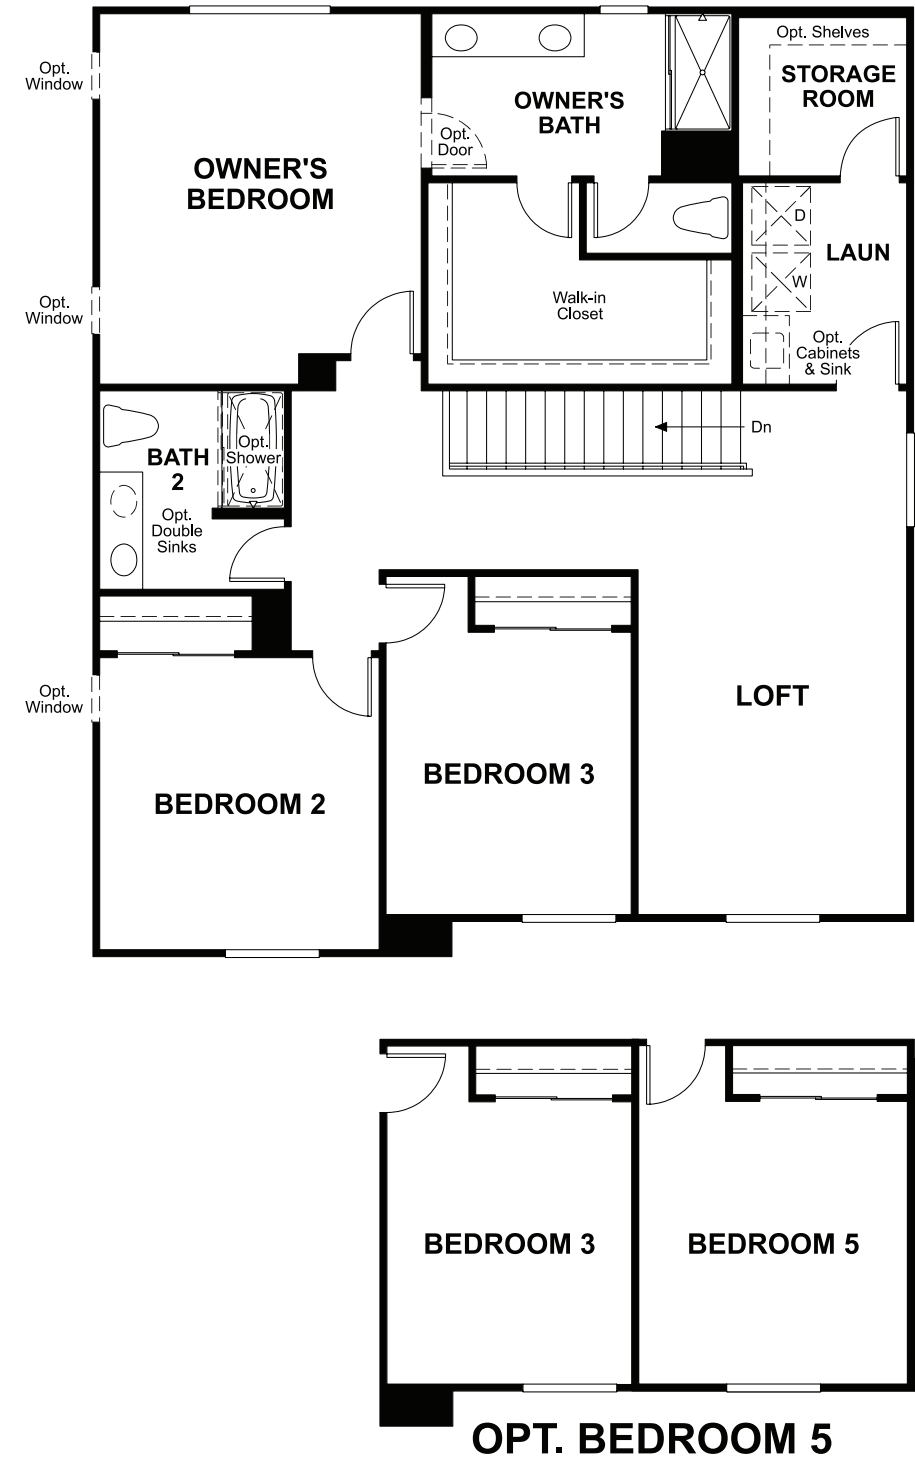 Opt. Shelves
STORAGE
ROOM
Opt.
Window
OWNER'S
BATH
Opt.
Door
OWNER'S
BEDROOM
D
LAUN
W
Opt.
Window
Walk-in
Closet
Opt.
Cabinets
& Sink
Dn
Opt.
Shower
BATH
2
Opt.
Double
Sinks
Opt.
Window
LOFT
BEDROOM 3
BEDROOM 2
BEDROOM 3
BEDROOM 5
OPT. BEDROOM 5